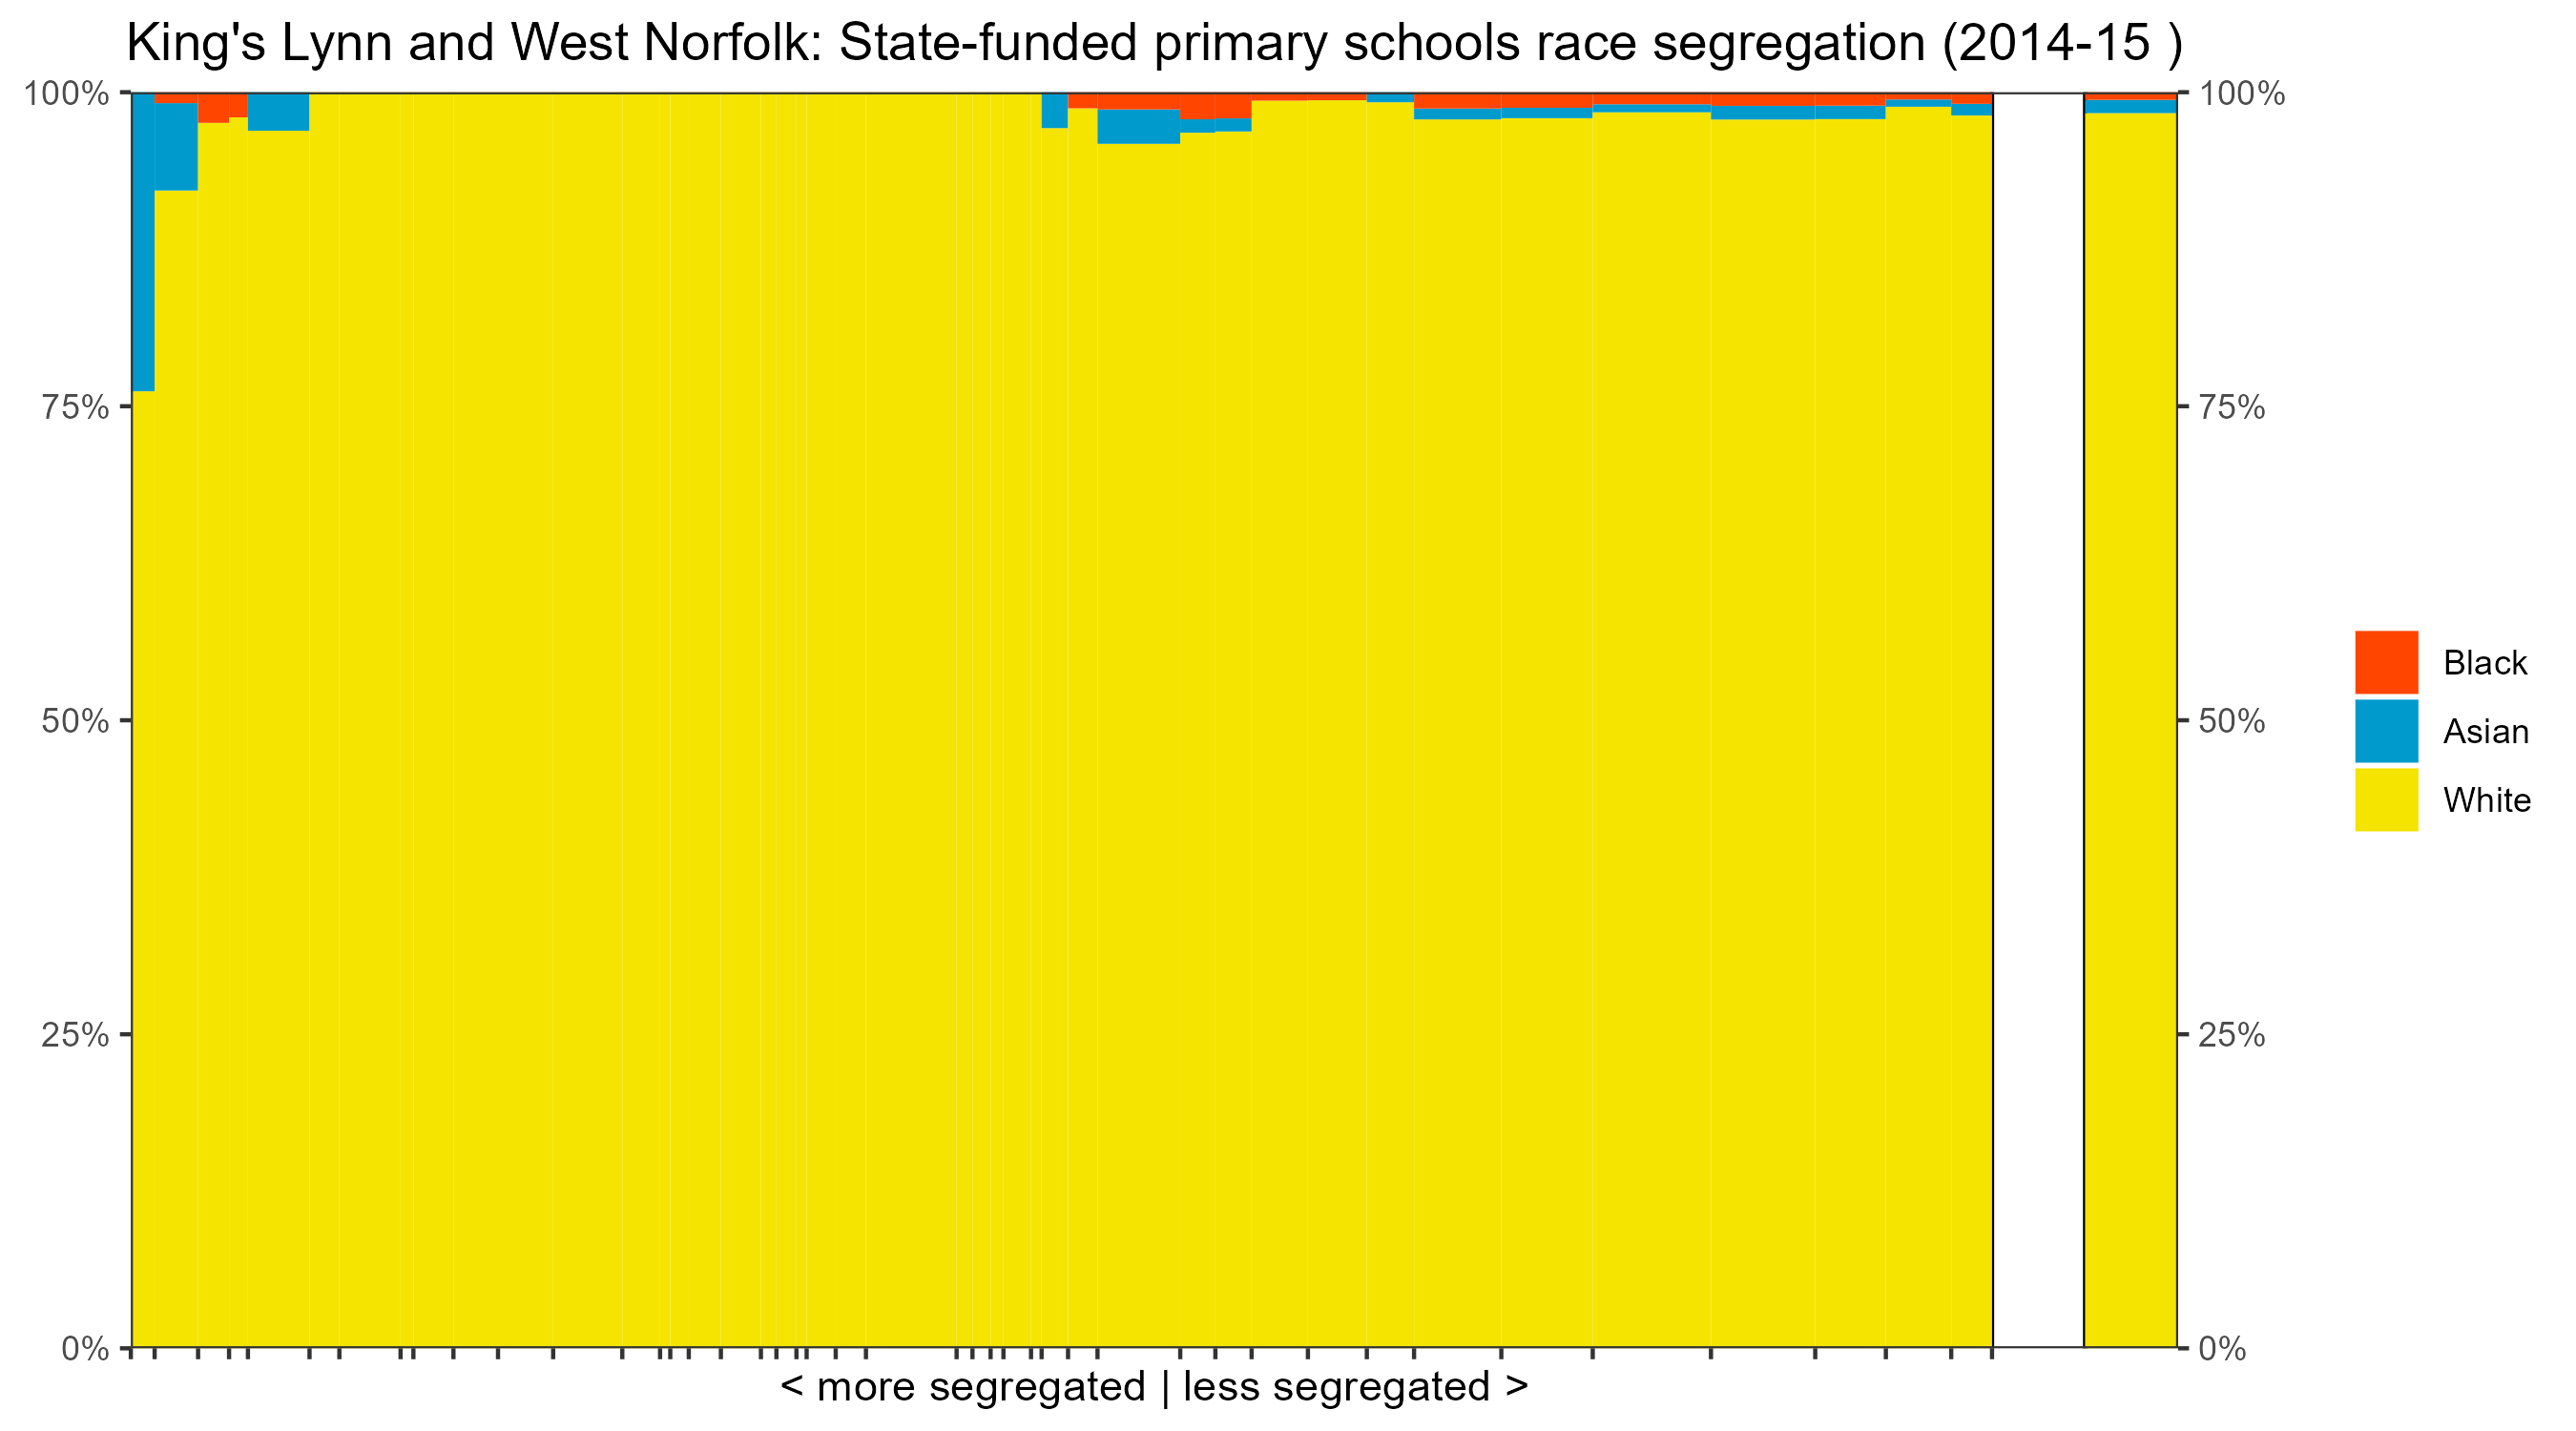 King's Lynn and West Norfolk: State-funded primary schools race segregation (2014-15 )
100%
100%
75%
75%
50%
50%
25%
25%
0%
0%
Black
Asian
White
< more segregated | less segregated >